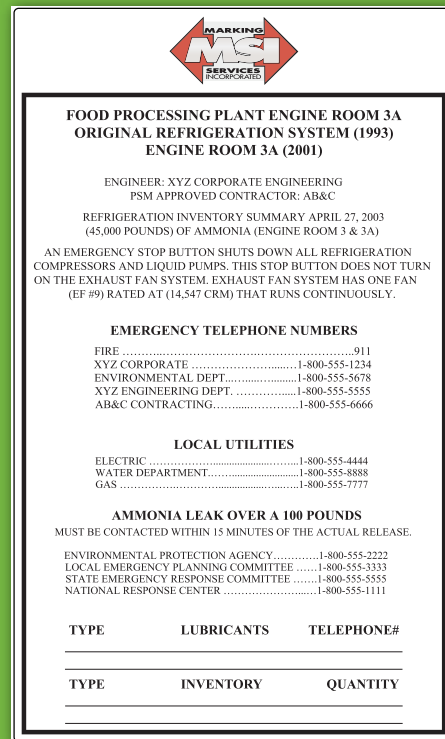 MARKING
MSI
SERVICES
INCORPORATED
FOOD PROCESSING PLANT ENGINE ROOM 3A
ORIGINAL REFRIGERATION SYSTEM (1993)
ENGINE ROOM 3A (2001)
ENGINEER: XYZ CORPORATE ENGINEERING
PSM APPROVED CONTRACTOR: AB&C
REFRIGERATION INVENTORY SUMMARY APRIL 27, 2003
(45,000 POUNDS) OF AMMONIA (ENGINE ROOM 3 & 3A)
AN EMERGENCY STOP BUTTON SHUTS DOWN ALL REFRIGERATION
COMPRESSORS AND LIQUID PUMPS. THIS STOP BUTTON DOES NOT TURN
ON THE EXHAUST FAN SYSTEM. EXHAUST FAN SYSTEM HAS ONE FAN
(EF #9) RATED AT (14,547 CRM) THAT RUNS CONTINUOUSLY.
EMERGENCY TELEPHONE NUMBERS
FIRE ………...…………………….……………………..911
XYZ CORPORATE …………………….....…1-800-555-1234
ENVIRONMENTAL DEPT...…....…….........1-800-555-5678
XYZ ENGINEERING DEPT. ………….....1-800-555-5555
AB&C CONTRACTING…….....………….1-800-555-6666
LOCAL UTILITIES
ELECTRIC ………………......................……...1-800-555-4444
WATER DEPARTMENT.……............................1-800-555-8888
GAS …………….………......................…..…..1-800-555-7777
AMMONIA LEAK OVER A 100 POUNDS
MUST BE CONTACTED WITHIN 15 MINUTES OF THE ACTUAL RELEASE.
ENVIRONMENTAL PROTECTION AGENCY………….1-800-555-2222
LOCAL EMERGENCY PLANNING COMMITTEE ……1-800-555-3333
STATE EMERGENCY RESPONSE COMMITTEE …….1-800-555-5555
NATIONAL RESPONSE CENTER …………………...…1-800-555-1111
TYPE LUBRICANTS TELEPHONE#
TYPE INVENTORY QUANTITY